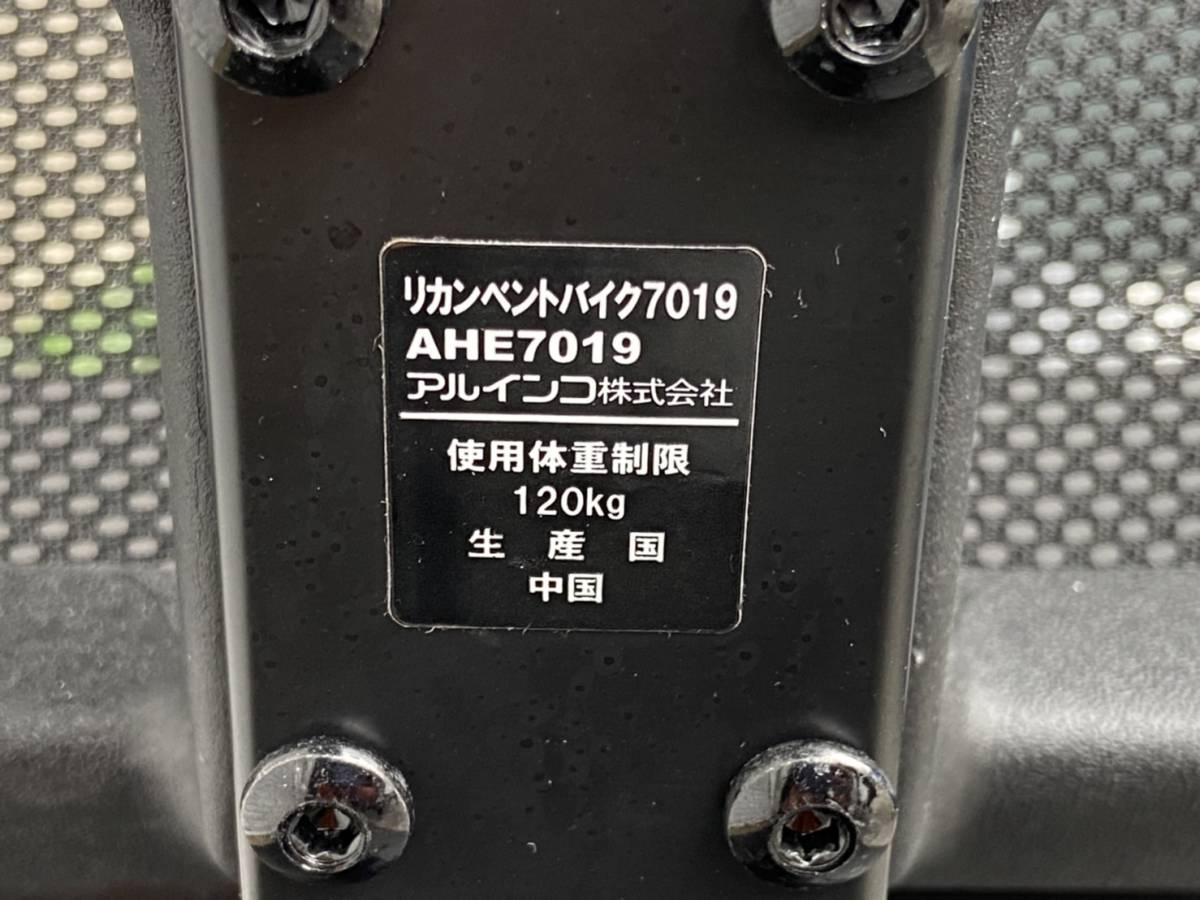 リカンベントバイク7019
AHE7019
アルインコ株式会社
使用体重制限
120kg
生 産 国
中国